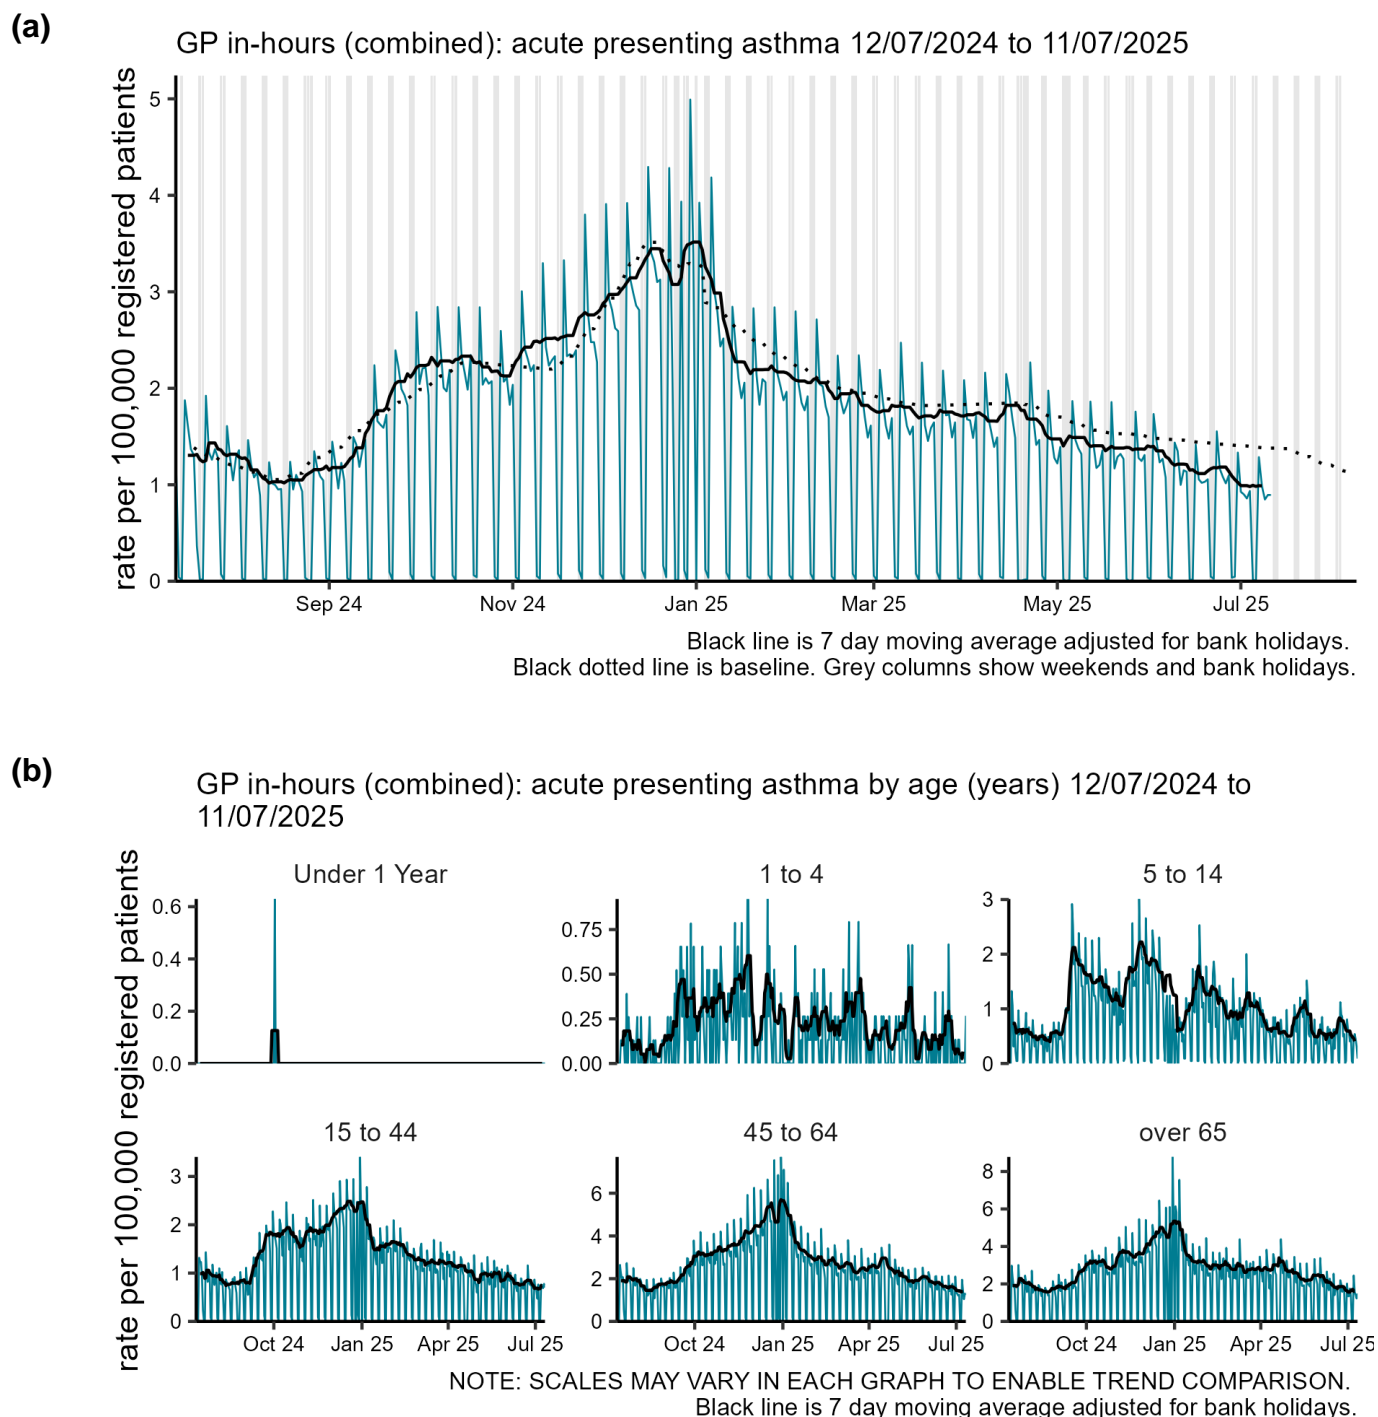 (a)
GP in-hours (combined): acute presenting asthma 12/07/2024 to 11/07/2025
rate per 100,000 registered patients
5
4
3
2
1
0
Sep 24 Nov 24 Jan 25 Mar 25 May 25 Jul 25
Black line is 7 day moving average adjusted for bank holidays.
Black dotted line is baseline. Grey columns show weekends and bank holidays.
(b)
GP in-hours (combined): acute presenting asthma by age (years) 12/07/2024 to
11/07/2025
rate per 100,000 registered patients
Under 1 Year
0.6
0.4
0.2
0.0
1 to 4
0.75
0.50
0.25
0.00
5 to 14
3
2
1
0
15 to 44
3
2
1
0
Oct 24 Jan 25 Apr 25 Jul 25
45 to 64
6
4
2
0
Oct 24 Jan 25 Apr 25 Jul 25
over 65
8
6
4
2
0
Oct 24 Jan 25 Apr 25 Jul 25
NOTE: SCALES MAY VARY IN EACH GRAPH TO ENABLE TREND COMPARISON.
Black line is 7 day moving average adjusted for bank holidays.